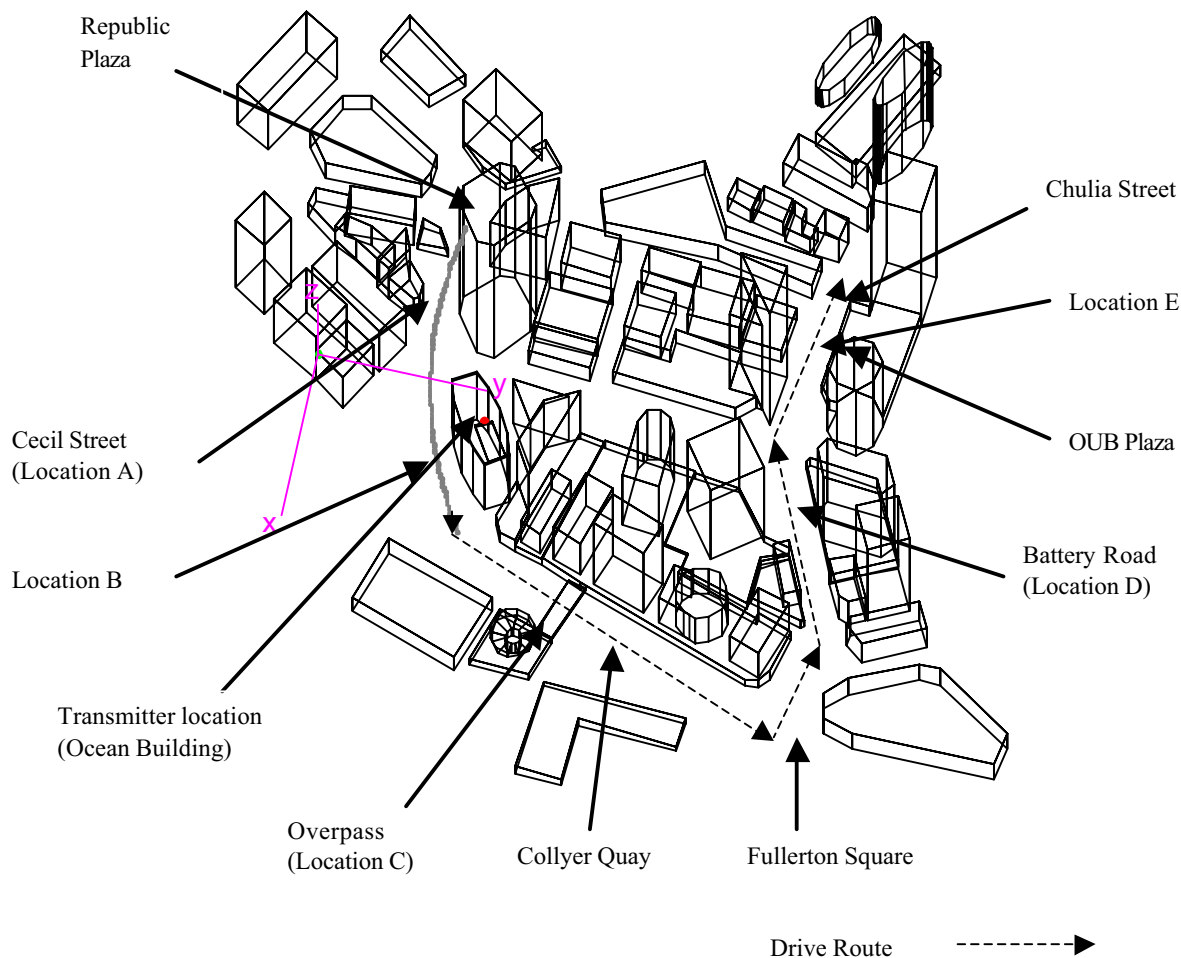 Republic
Plaza
Chulia Street
z
Location E
y
Cecil Street
(Location A)
OUB Plaza
x
Battery Road
(Location D)
Location B
Transmitter location
(Ocean Building)
Overpass
(Location C)
Collyer Quay
Fullerton Square
Drive Route